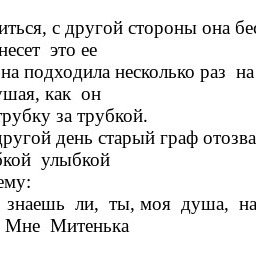 иться, с другой стороны она бес
несет это ее
на подходила несколько раз на
ушая, как он
трубку за трубкой.
другой день старый граф отозва
бкой улыбкой
ему:
знаешь ли, ты, моя душа, на
Мне Митенька